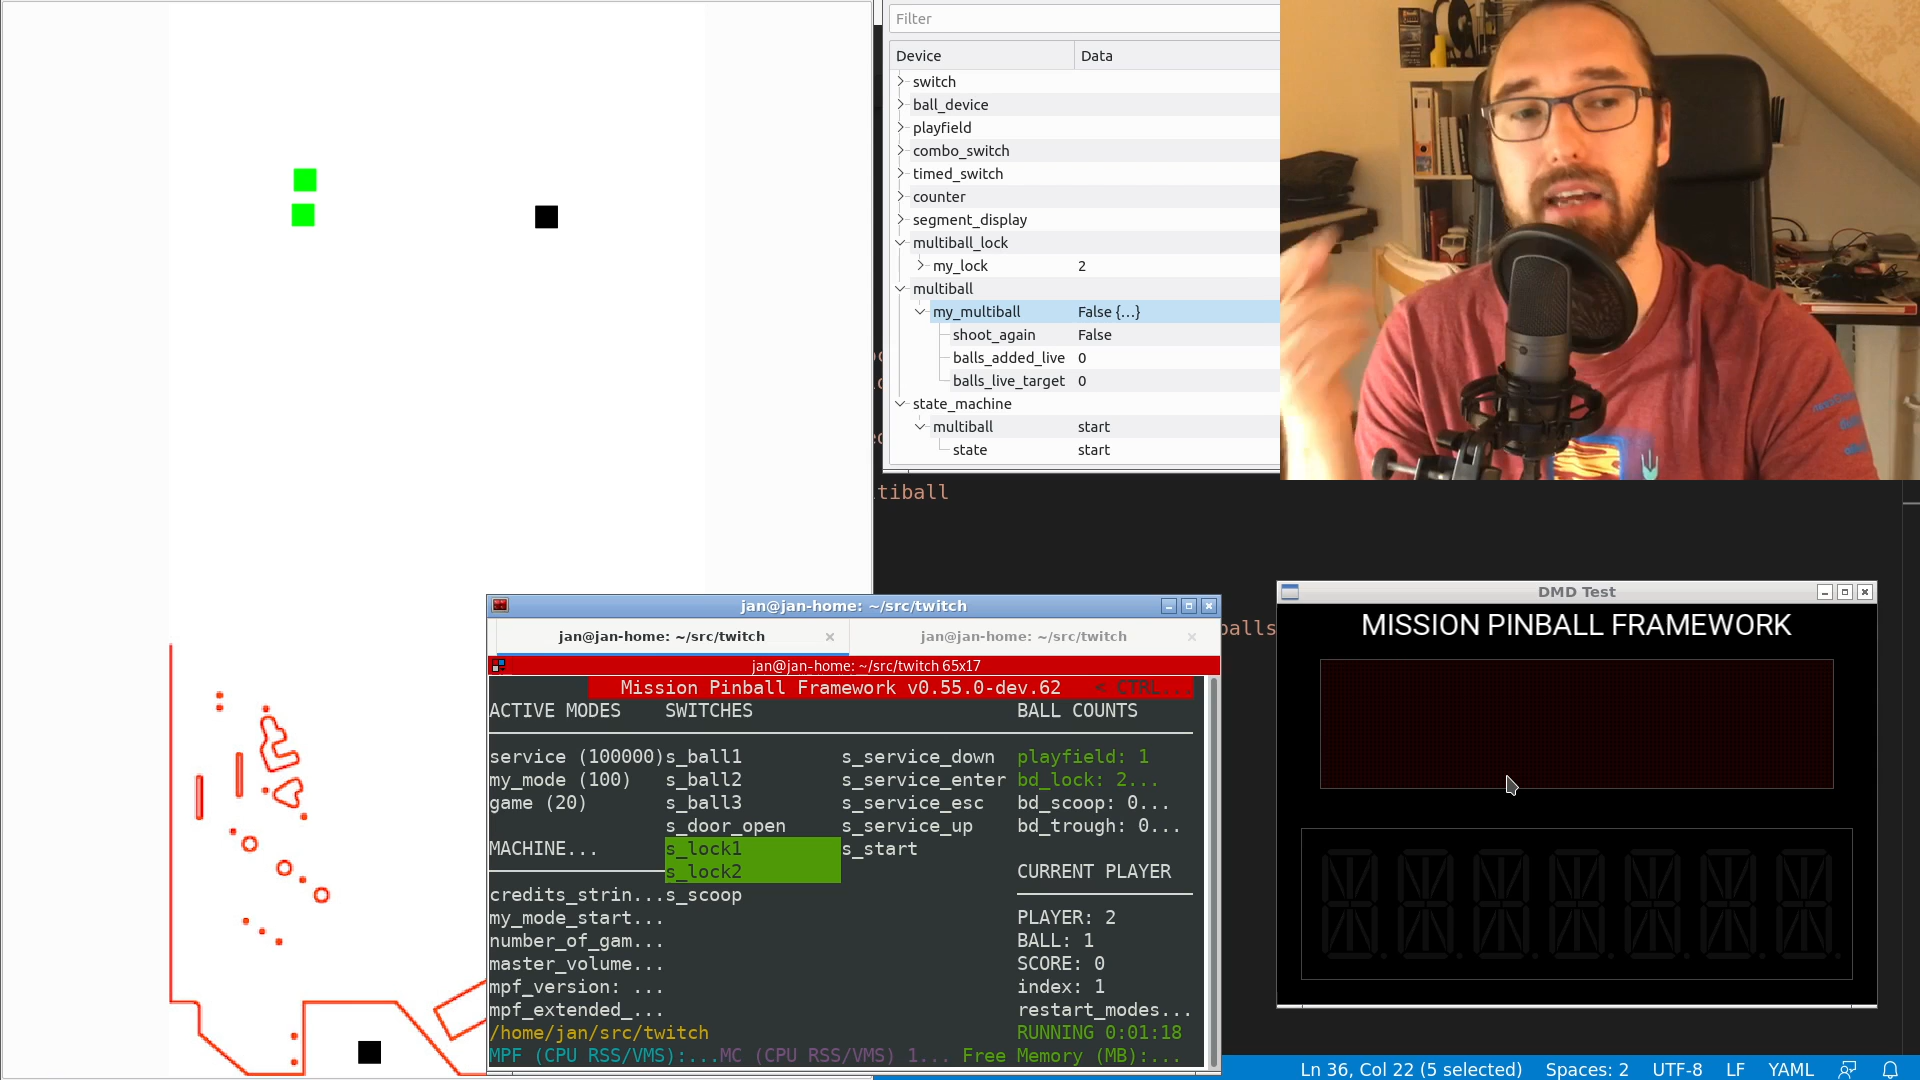 Filter
Device Data
switch
ball_device
playfield
combo_switch
timed_switch
counter
segment_display
multiball_lock
my_lock 2
multiball
my_multiball False {...}
shoot_again False
balls_added_live 0
balls_live_target 0
state_machine
multiball start
state start
tiball
balls
jan@jan-home: ~/src/twitch
jan@jan-home: ~/src/twitch × jan@jan-home: ~/src/twitch ×
jan@jan-home: ~/src/twitch 65x17
Mission Pinball Framework v0.55.0-dev.62 < CTRL...
ACTIVE MODES SWITCHES BALL COUNTS
service (100000) s_ball1 s_service_down playfield: 1
my_mode (100) s_ball2 s_service_enter bd_lock: 2...
game (20) s_ball3 s_service_esc bd_scoop: 0...
s_door_open s_service_up bd_trough: 0...
MACHINE... s_lock1 s_start
s_lock2 CURRENT PLAYER
credits_strin... s_scoop
my_mode_start... PLAYER: 2
number_of_gam... BALL: 1
master_volume... SCORE: 0
mpf_version: ... index: 1
mpf_extended_... restart_modes...
/home/jan/src/twitch RUNNING 0:01:18
MPF (CPU RSS/VMS):...MC (CPU RSS/VMS) 1... Free Memory (MB):...
DMD Test
MISSION PINBALL FRAMEWORK
Ln 36, Col 22 (5 selected) Spaces: 2 UTF-8 LF YAML